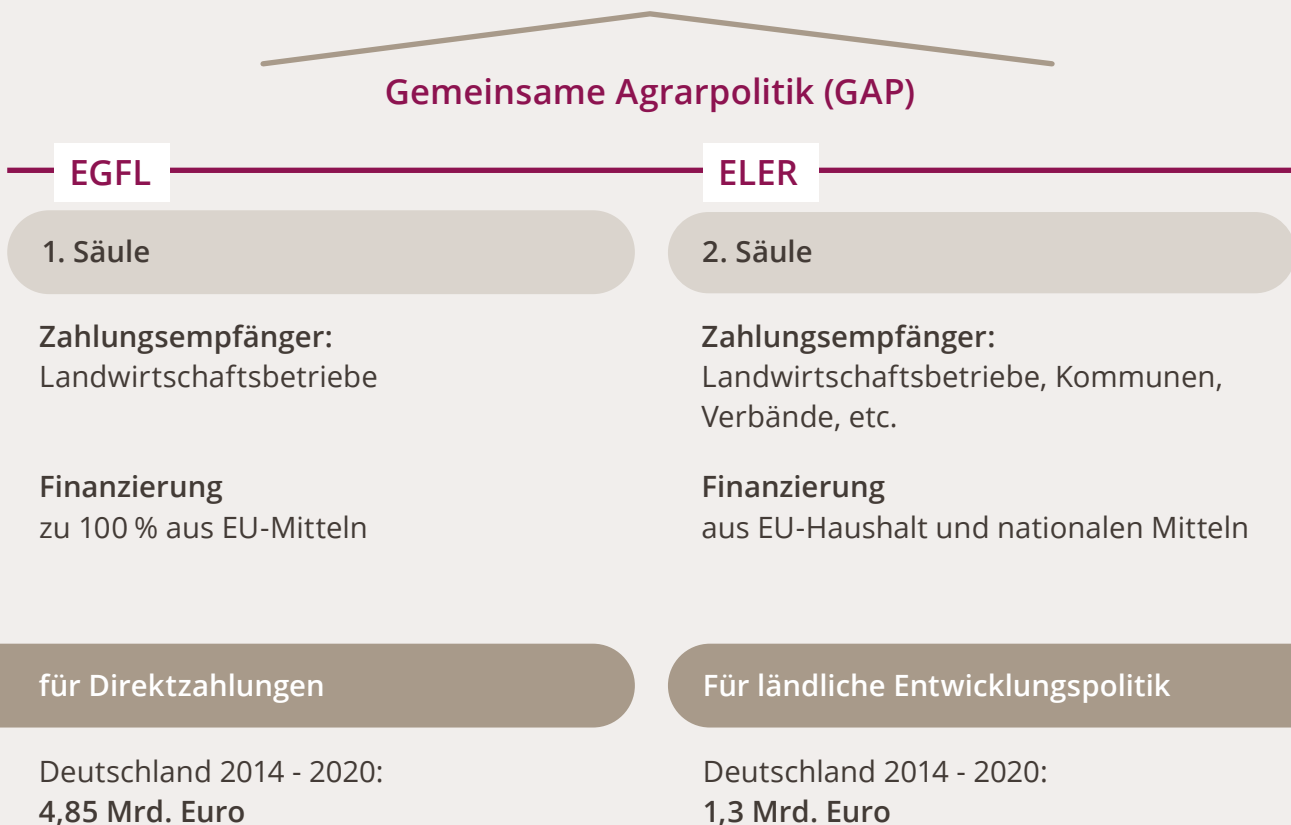 Gemeinsame Agrarpolitik (GAP)
EGFL
1. Säule
Zahlungsempfänger:
Landwirtschaftsbetriebe
Finanzierung
zu 100 % aus EU-Mitteln
für Direktzahlungen
Deutschland 2014 - 2020:
4,85 Mrd. Euro
ELER
2. Säule
Zahlungsempfänger:
Landwirtschaftsbetriebe, Kommunen,
Verbände, etc.
Finanzierung
aus EU-Haushalt und nationalen Mitteln
Für ländliche Entwicklungspolitik
Deutschland 2014 - 2020:
1,3 Mrd. Euro